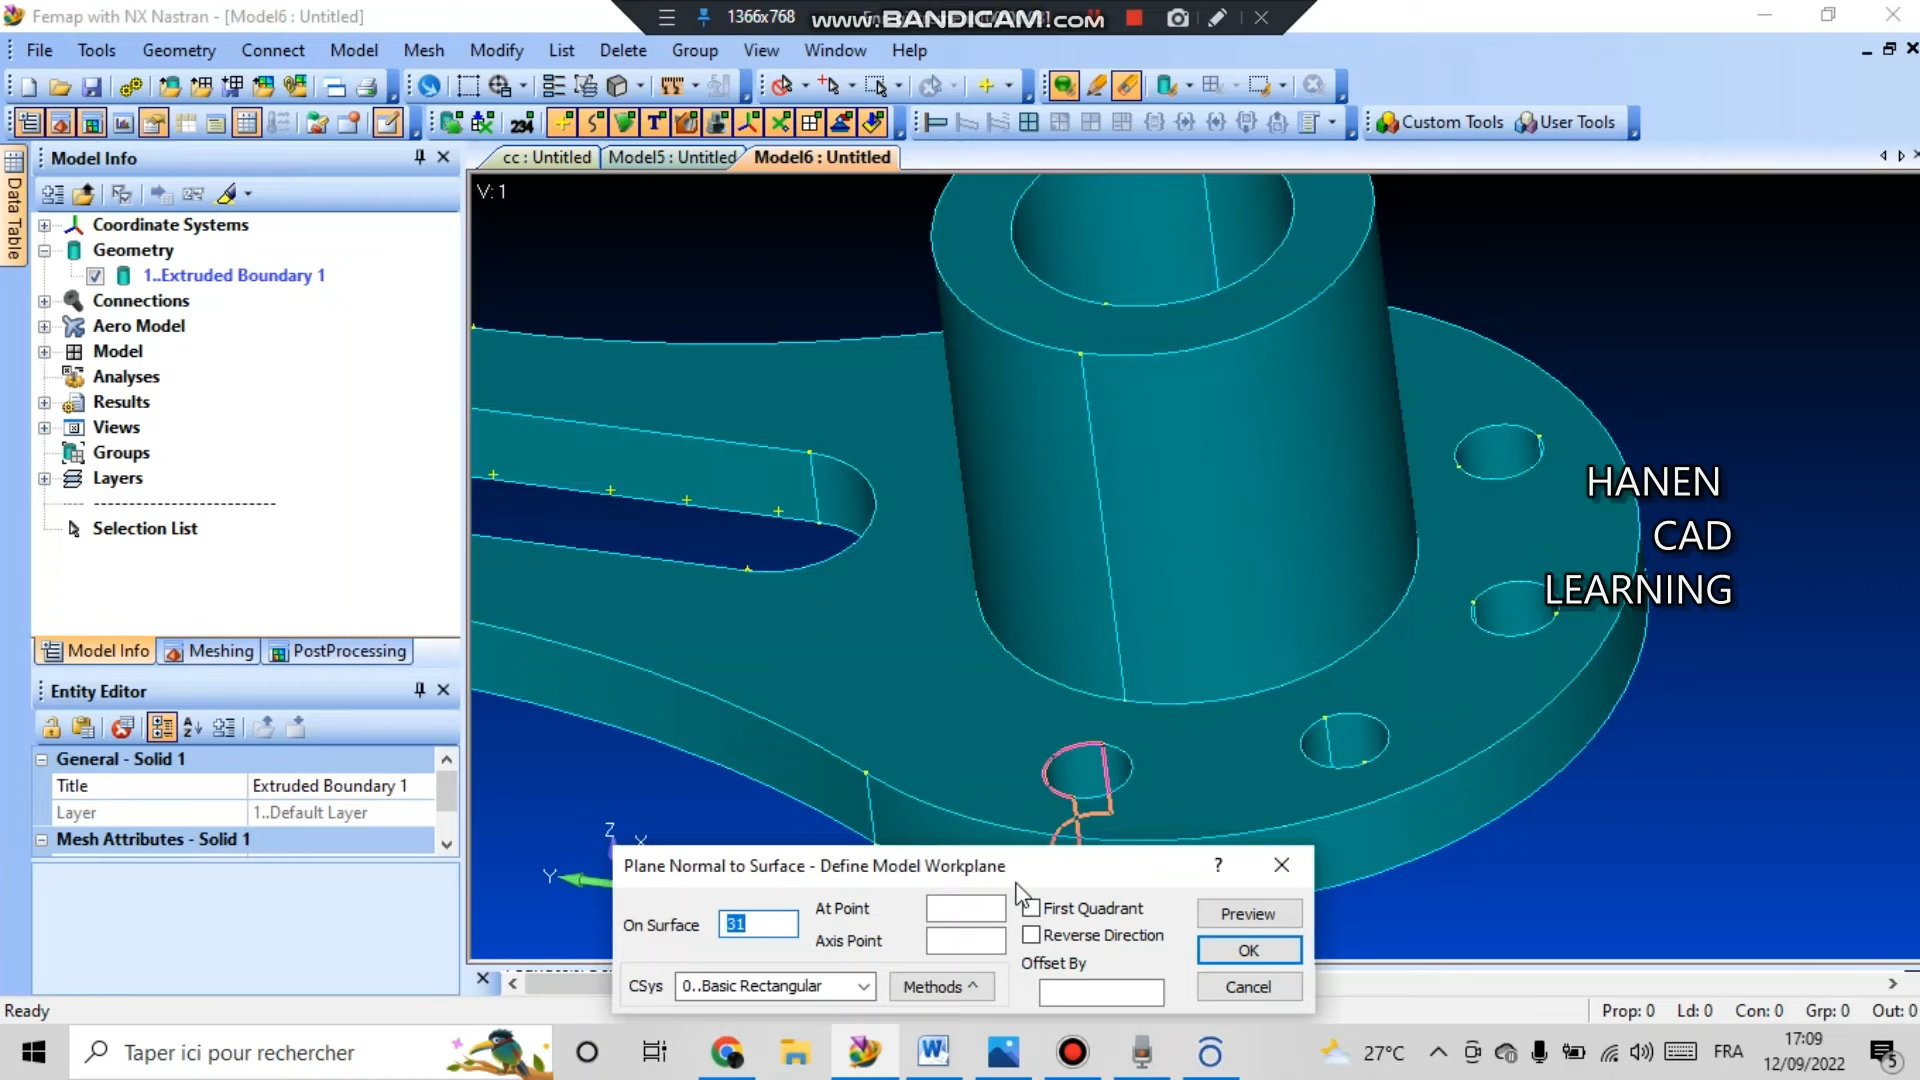 Femap with NX Nastran - [Model6 : Untitled]
1366x768
www.BANDICAM.com
File Tools Geometry Connect Model Mesh Modify List Delete Group View Window Help
234
Custom Tools User Tools
Data Table
Model Info
cc : Untitled Model5 : Untitled Model6 : Untitled
V: 1
Coordinate Systems
Geometry
1..Extruded Boundary 1
Connections
Aero Model
Model
Analyses
Results
Views
Groups
Layers
Selection List
HANEN
CAD
LEARNING
Model Info Meshing PostProcessing
Entity Editor
General - Solid 1
Title Extruded Boundary 1
Layer 1..Default Layer
Mesh Attributes - Solid 1
Z
X
Y
Plane Normal to Surface - Define Model Workplane ?
On Surface 31
At Point
Axis Point
First Quadrant
Reverse Direction
Offset By
Preview
OK
Cancel
CSys 0..Basic Rectangular Methods ^
Ready
Prop: 0 Ld: 0 Con: 0 Grp: 0 Out: 0
Taper ici pour rechercher
27°C
FRA
17:09
12/09/2022
5